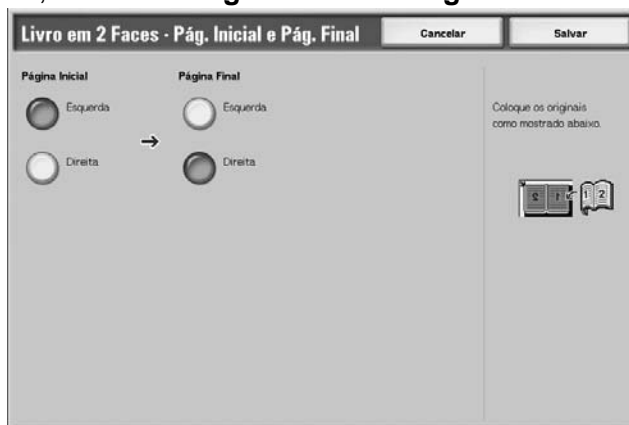 Livro em 2 Faces - Pág. Inicial e Pág. Final
Cancelar
Salvar
Página Inicial
Página Final
Esquerda
Esquerda
Direita
Direita
Coloque os originais
como mostrado abaixo.
2 1 1 2